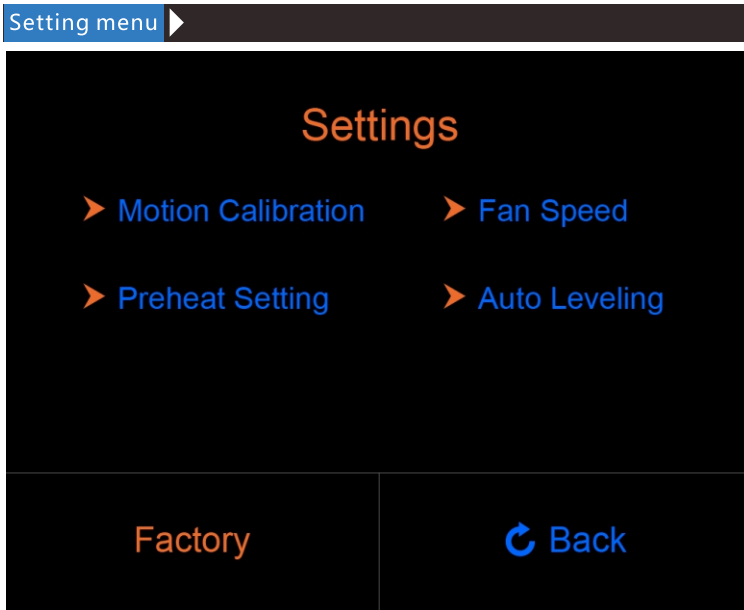 Setting menu
Settings
Motion Calibration
Fan Speed
Preheat Setting
Auto Leveling
Factory
Back